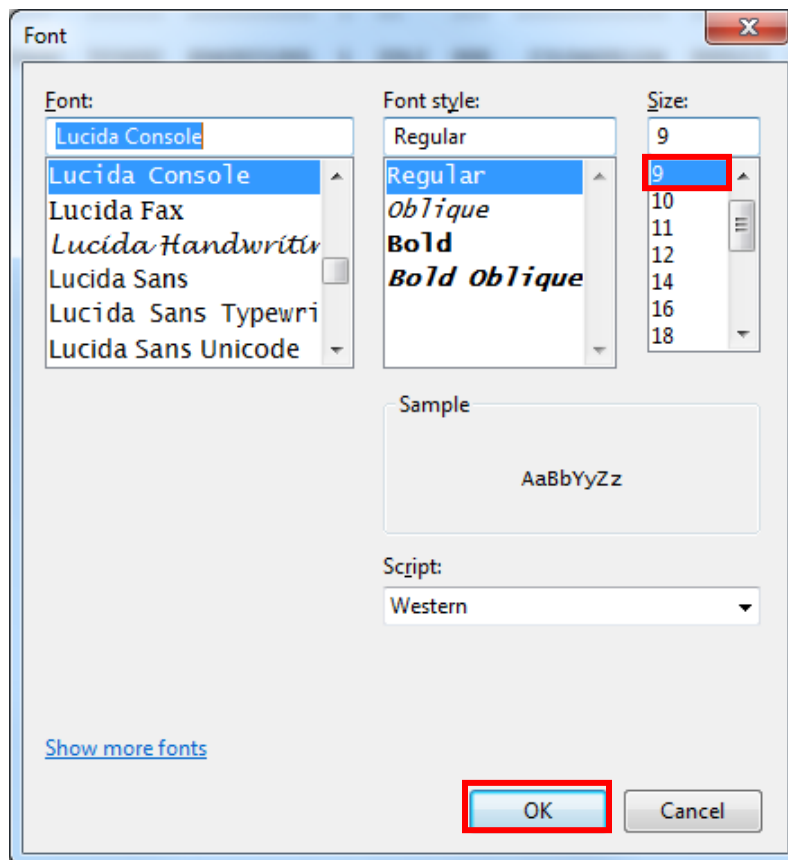 Font
Font: Font style: Size:
Lucida Console Regular 9
Lucida Console Regular 9
Lucida Fax Oblique 10
Lucida Handwritin Bold 11
Lucida Sans Bold Oblique 12
Lucida Sans Typewri 14
Lucida Sans Unicode 16
18
Sample
AaBbYyZz
Script:
Western
Show more fonts
OK Cancel